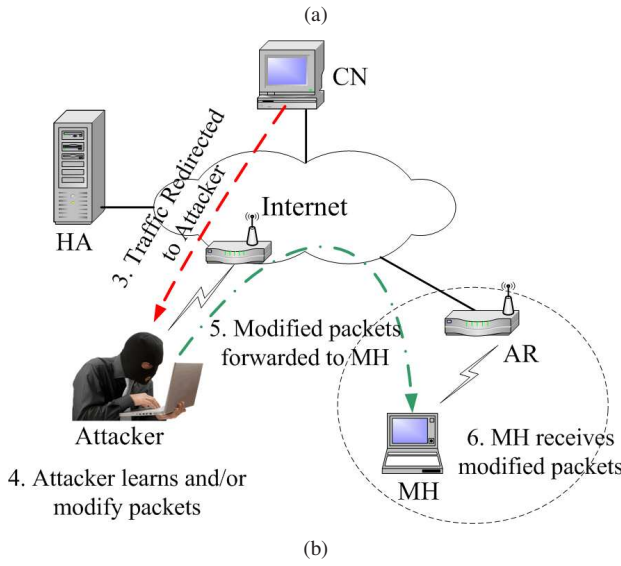 (a)
CN
HA
3. Traffic Redirected
to Attacker
Internet
5. Modified packets
forwarded to MH
AR
Attacker
MH
6. MH receives
modified packets
4. Attacker learns and/or
modify packets
(b)